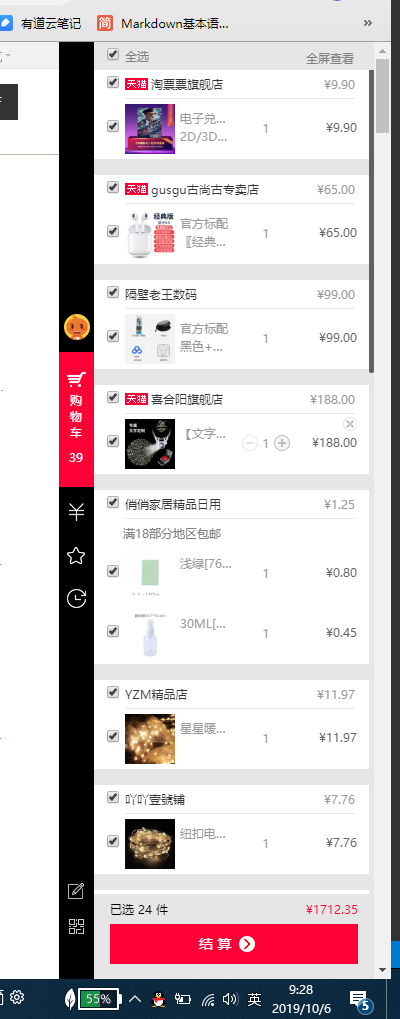 有道云笔记
简
Markdown基本语...
»
全选 全屏查看
天猫 淘票票旗舰店 ¥9.90
电子兑... 1 ¥9.90
2D/3D...
天猫 gusgu古尚古专卖店 ¥65.00
经典版
官方标配 1 ¥65.00
〖经典...
隔壁老王数码 ¥99.00
官方标配 1 ¥99.00
黑色+...
天猫 喜合阳旗舰店 ¥188.00
【文字... 1 ¥188.00
俏俏家居精品日用 ¥1.25
满18部分地区包邮
浅绿[76... 1 ¥0.80
30ML[... 1 ¥0.45
YZM精品店 ¥11.97
星星暖... 1 ¥11.97
吖吖壹號铺 ¥7.76
纽扣电... 1 ¥7.76
购物车
39
已选 24 件 ¥1712.35
结 算
55%
英
9:28
2019/10/6
5